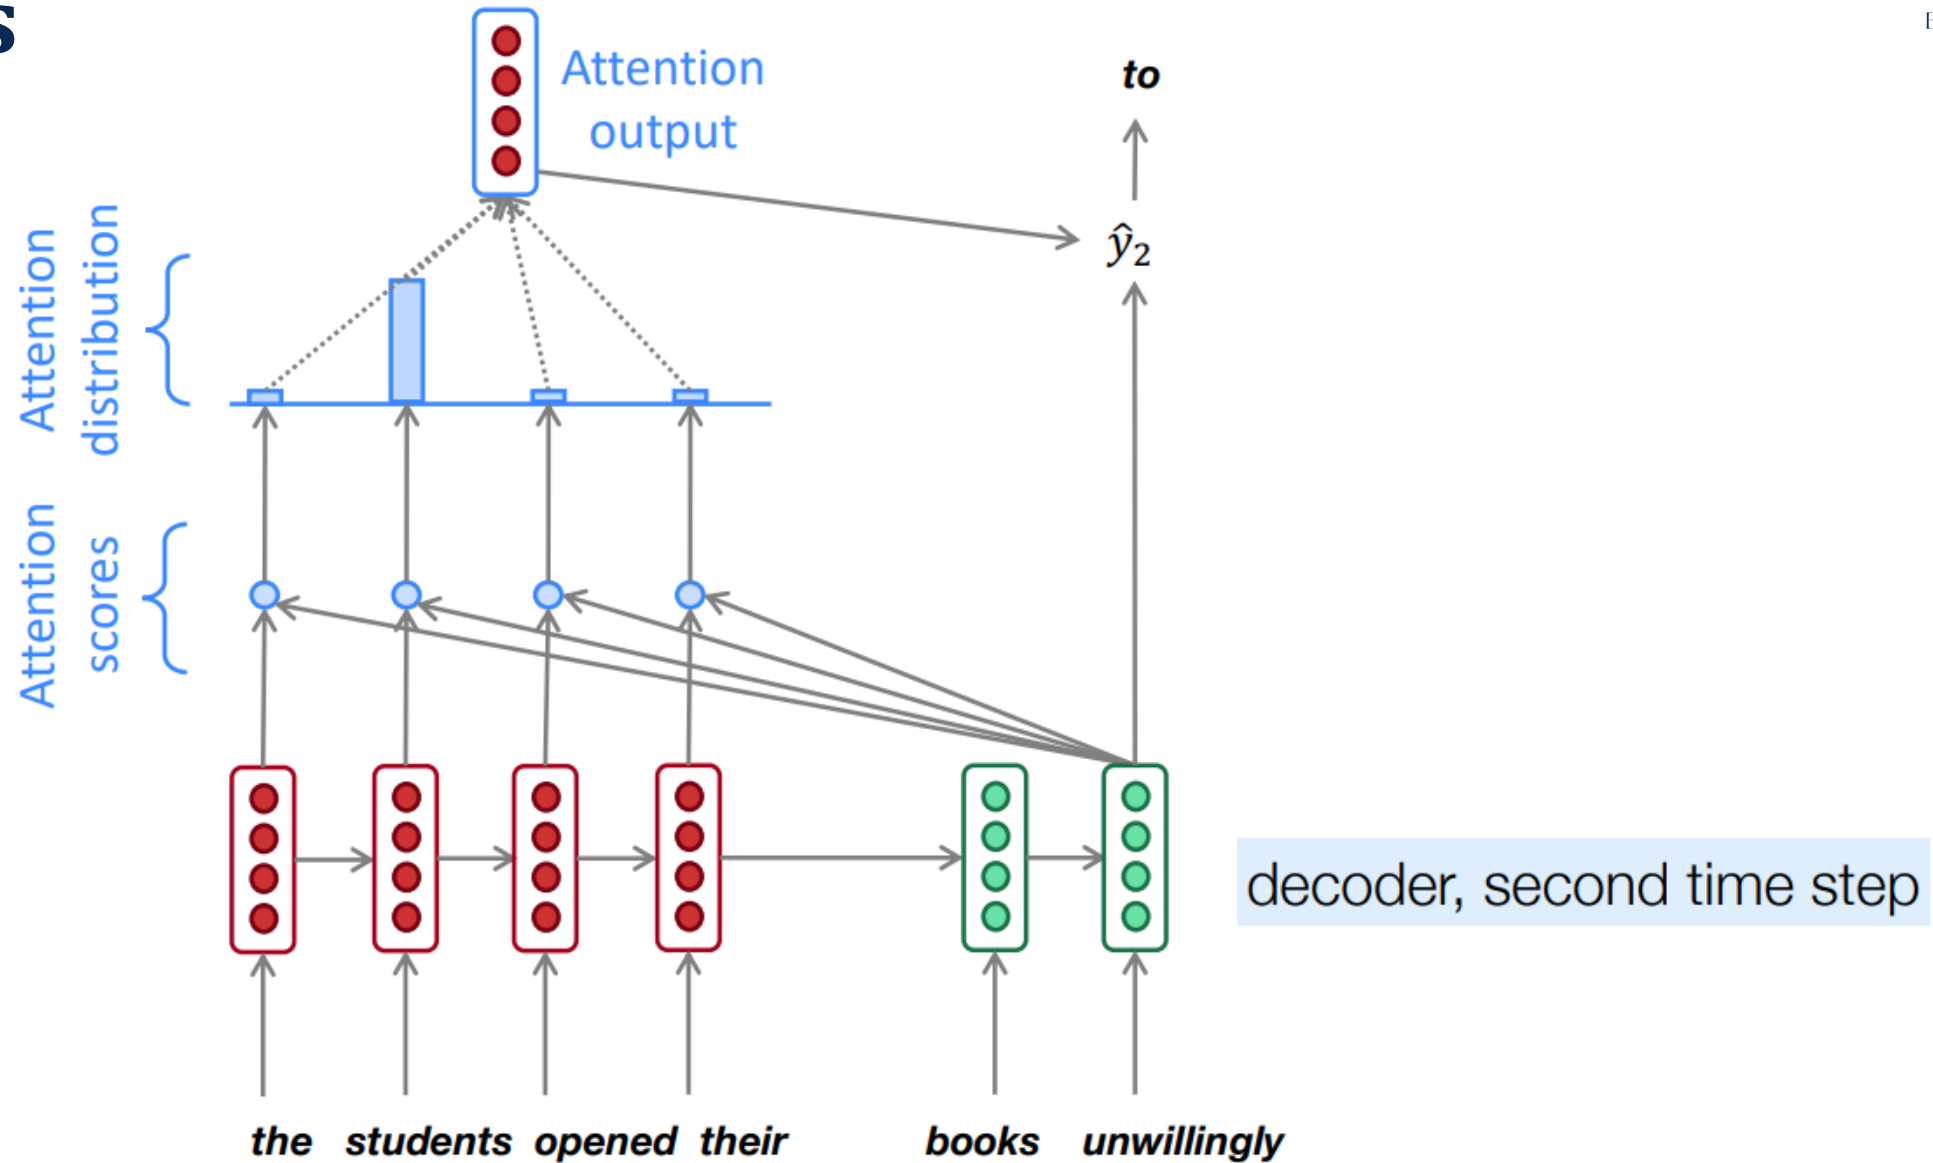 s
E
Attention
output
to
ŷ₂
Attention
distribution
Attention
scores
decoder, second time step
the students opened their books unwillingly